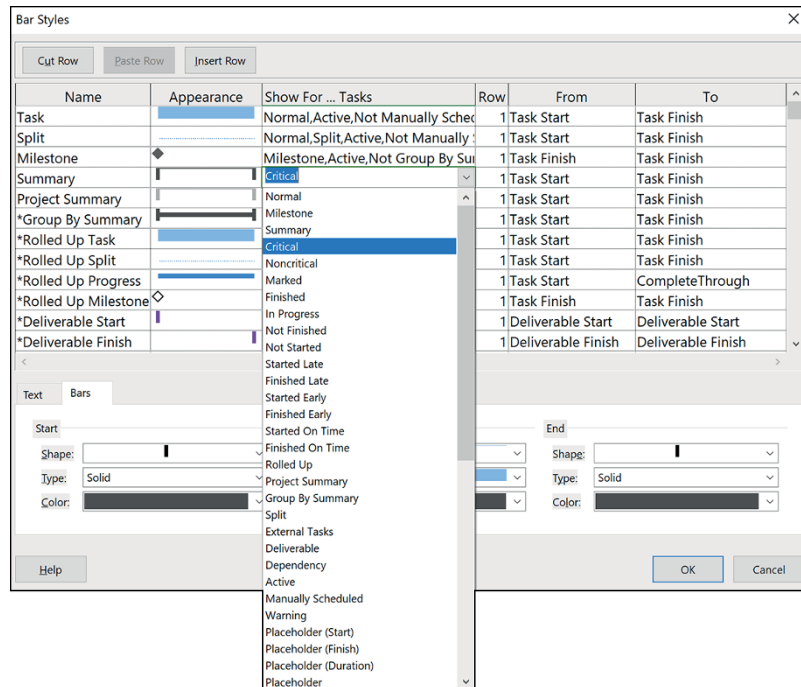 Bar Styles
Cut Row Paste Row Insert Row
Name Appearance Show For ... Tasks Row From To
Task Normal,Active,Not Manually Sched 1 Task Start Task Finish
Split Normal,Split,Active,Not Manually 1 Task Start Task Finish
Milestone Milestone,Active,Not Group By Sum 1 Task Finish Task Finish
Summary Critical 1 Task Start Task Finish
Project Summary Normal 1 Task Start Task Finish
*Group By Summary Milestone 1 Task Start Task Finish
Summary
*Rolled Up Task Critical 1 Task Start Task Finish
*Rolled Up Split Noncritical 1 Task Start Task Finish
*Rolled Up Progress Marked 1 Task Start CompleteThrough
*Rolled Up Milestone Finished 1 Task Finish Task Finish
*Deliverable Start In Progress 1 Deliverable Start Deliverable Start
*Deliverable Finish Not Finished 1 Deliverable Finish Deliverable Finish
Not Started
Started Late
Finished Late
Text Bars
Started Early
Finished Early
Start Started On Time End
Shape: Finished On Time Shape:
Rolled Up
Type: Solid Project Summary Type: Solid
Color: Group By Summary Color:
Split
External Tasks
Deliverable
Help Dependency OK Cancel
Active
Manually Scheduled
Warning
Placeholder (Start)
Placeholder (Finish)
Placeholder (Duration)
Placeholder